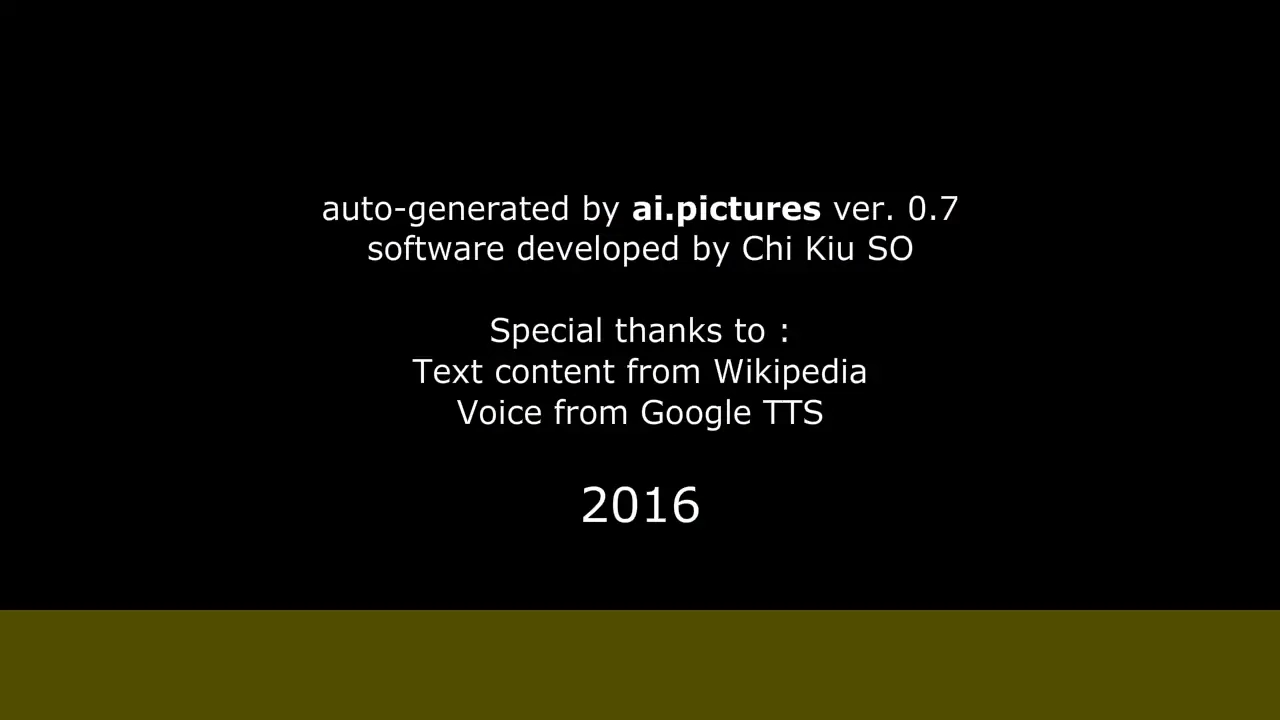 auto-generated by ai.pictures ver. 0.7
software developed by Chi Kiu SO
Special thanks to :
Text content from Wikipedia
Voice from Google TTS
2016